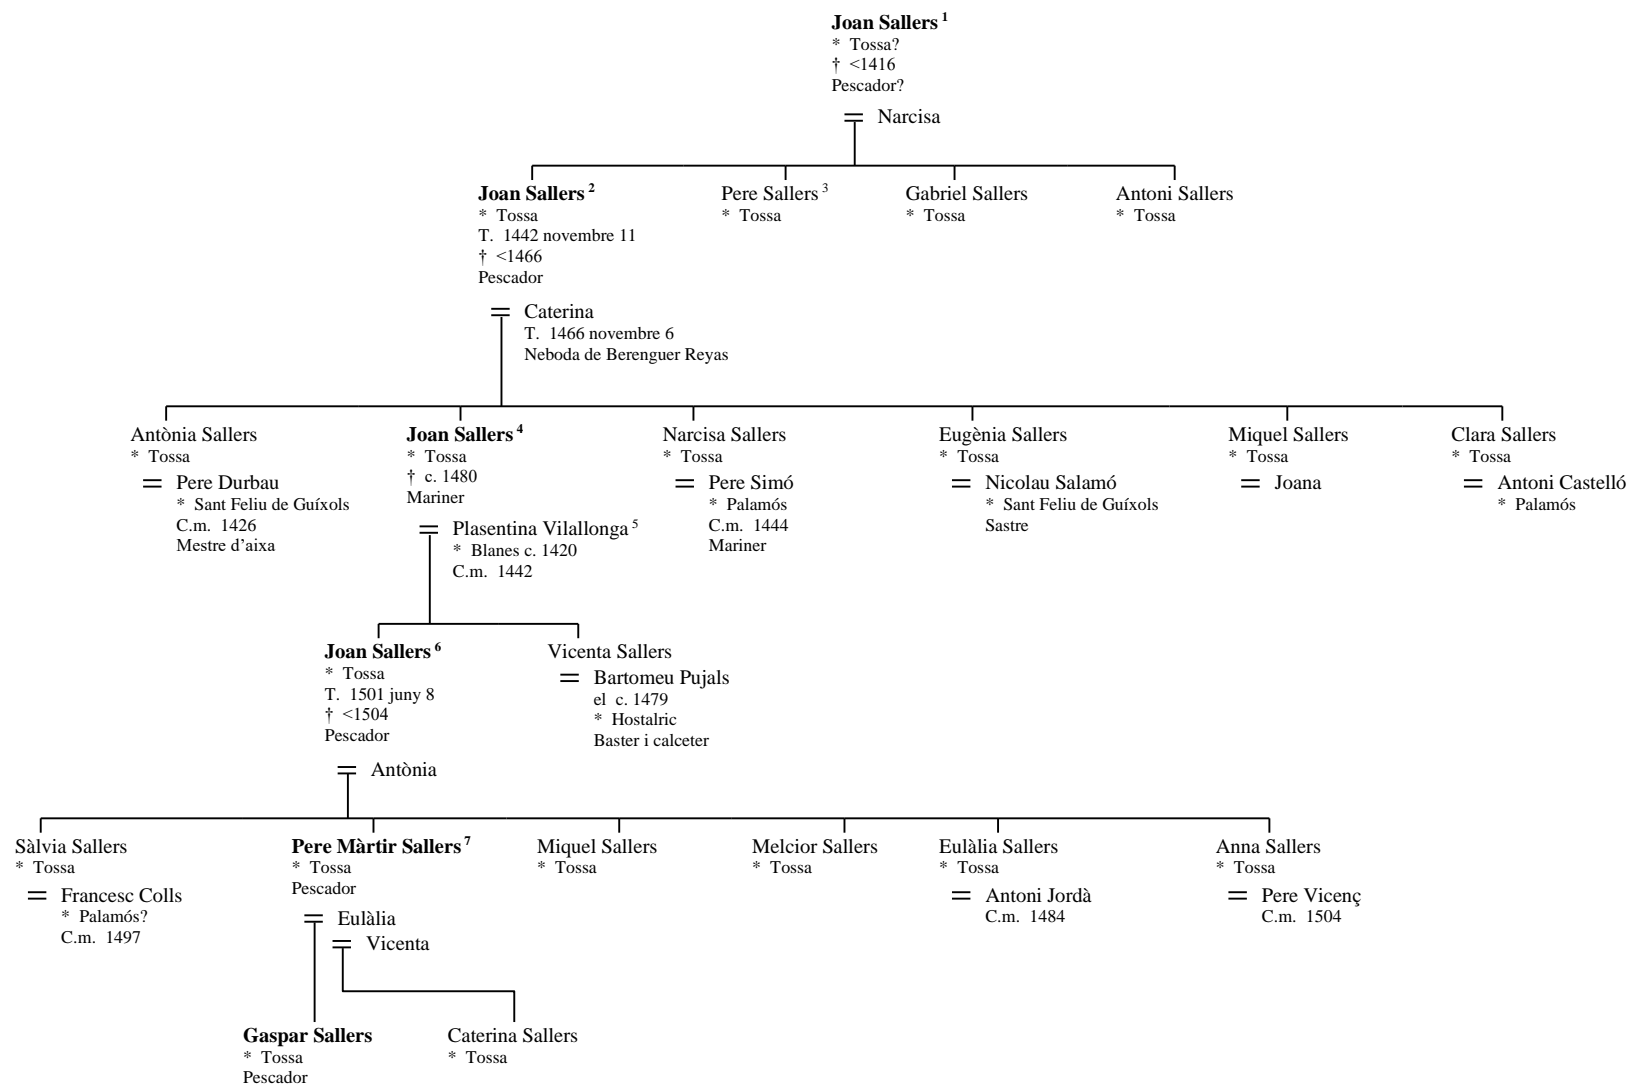 Joan Sallers 1
* Tossa?
† <1416
Pescador?
= Narcisa
Joan Sallers 2
* Tossa
T. 1442 novembre 11
† <1466
Pescador
= Caterina
T. 1466 novembre 6
Neboda de Berenguer Reyas
Pere Sallers 3
* Tossa
Gabriel Sallers
* Tossa
Antoni Sallers
* Tossa
Antònia Sallers
* Tossa
= Pere Durbau
* Sant Feliu de Guíxols
C.m. 1426
Mestre d’aixa
Joan Sallers 4
* Tossa
† c. 1480
Mariner
= Plasentina Vilallonga 5
* Blanes c. 1420
C.m. 1442
Narcisa Sallers
* Tossa
= Pere Simó
* Palamós
C.m. 1444
Mariner
Eugènia Sallers
* Tossa
= Nicolau Salamó
* Sant Feliu de Guíxols
Sastre
Miquel Sallers
* Tossa
= Joana
Clara Sallers
* Tossa
= Antoni Castelló
* Palamós
Joan Sallers 6
* Tossa
T. 1501 juny 8
† <1504
Pescador
= Antònia
Vicenta Sallers
= Bartomeu Pujals
el c. 1479
* Hostalric
Baster i calceter
Sàlvia Sallers
* Tossa
= Francesc Colls
* Palamós?
C.m. 1497
Pere Màrtir Sallers 7
* Tossa
Pescador
= Eulàlia
= Vicenta
Miquel Sallers
* Tossa
Melcior Sallers
* Tossa
Eulàlia Sallers
* Tossa
= Antoni Jordà
C.m. 1484
Anna Sallers
* Tossa
= Pere Vicenç
C.m. 1504
Gaspar Sallers
* Tossa
Pescador
Caterina Sallers
* Tossa